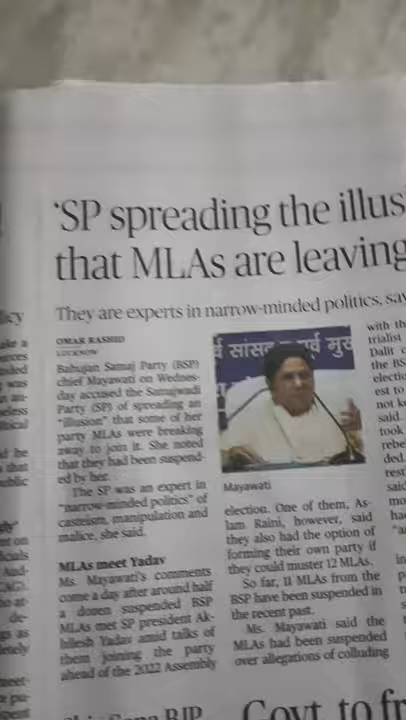 'SP spreading the illus
that MLAs are leaving
They are experts in narrow-minded politics, say
OMAR RASHID
LUCKNOW
Bahujan Samaj Party (BSP)
chief Mayawati on Wednes-
day accused the Samajwadi
Party (SP) of spreading an
"illusion" that some of her
party MLAs were breaking
away to join it. She noted
that they had been suspend-
ed by her.
The SP was an expert in
"narrow-minded politics" of
casteism, manipulation and
malice, she said.
MLAs meet Yadav
Ms. Mayawati's comments
come a day after around half
a dozen suspended BSP
MLAs met SP president Ak-
hilesh Yadav amid talks of
them joining the party
ahead of the 2022 Assembly
सांसद
Mayawati
election. One of them, As-
lam Raini, however, said
they also had the option of
forming their own party if
they could muster 12 MLAs.
So far, 11 MLAs from the
BSP have been suspended in
the recent past.
Ms. Mayawati said the
MLAs had been suspended
over allegations of colluding
with th
trialist
Dalit c
the BS
electio
est to
not k
said.
took
rebe
ded.
rest
said
mo
had
"a
BJP
Govt. to fr